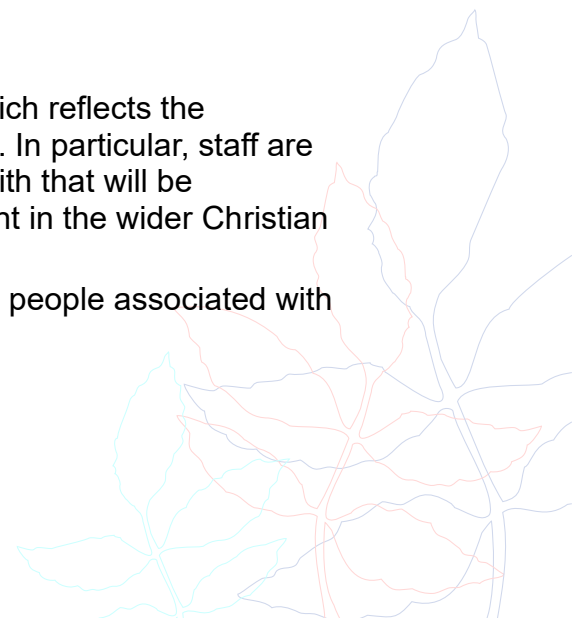 ich reflects the
. In particular, staff are
ith that will be
nt in the wider Christian
people associated with